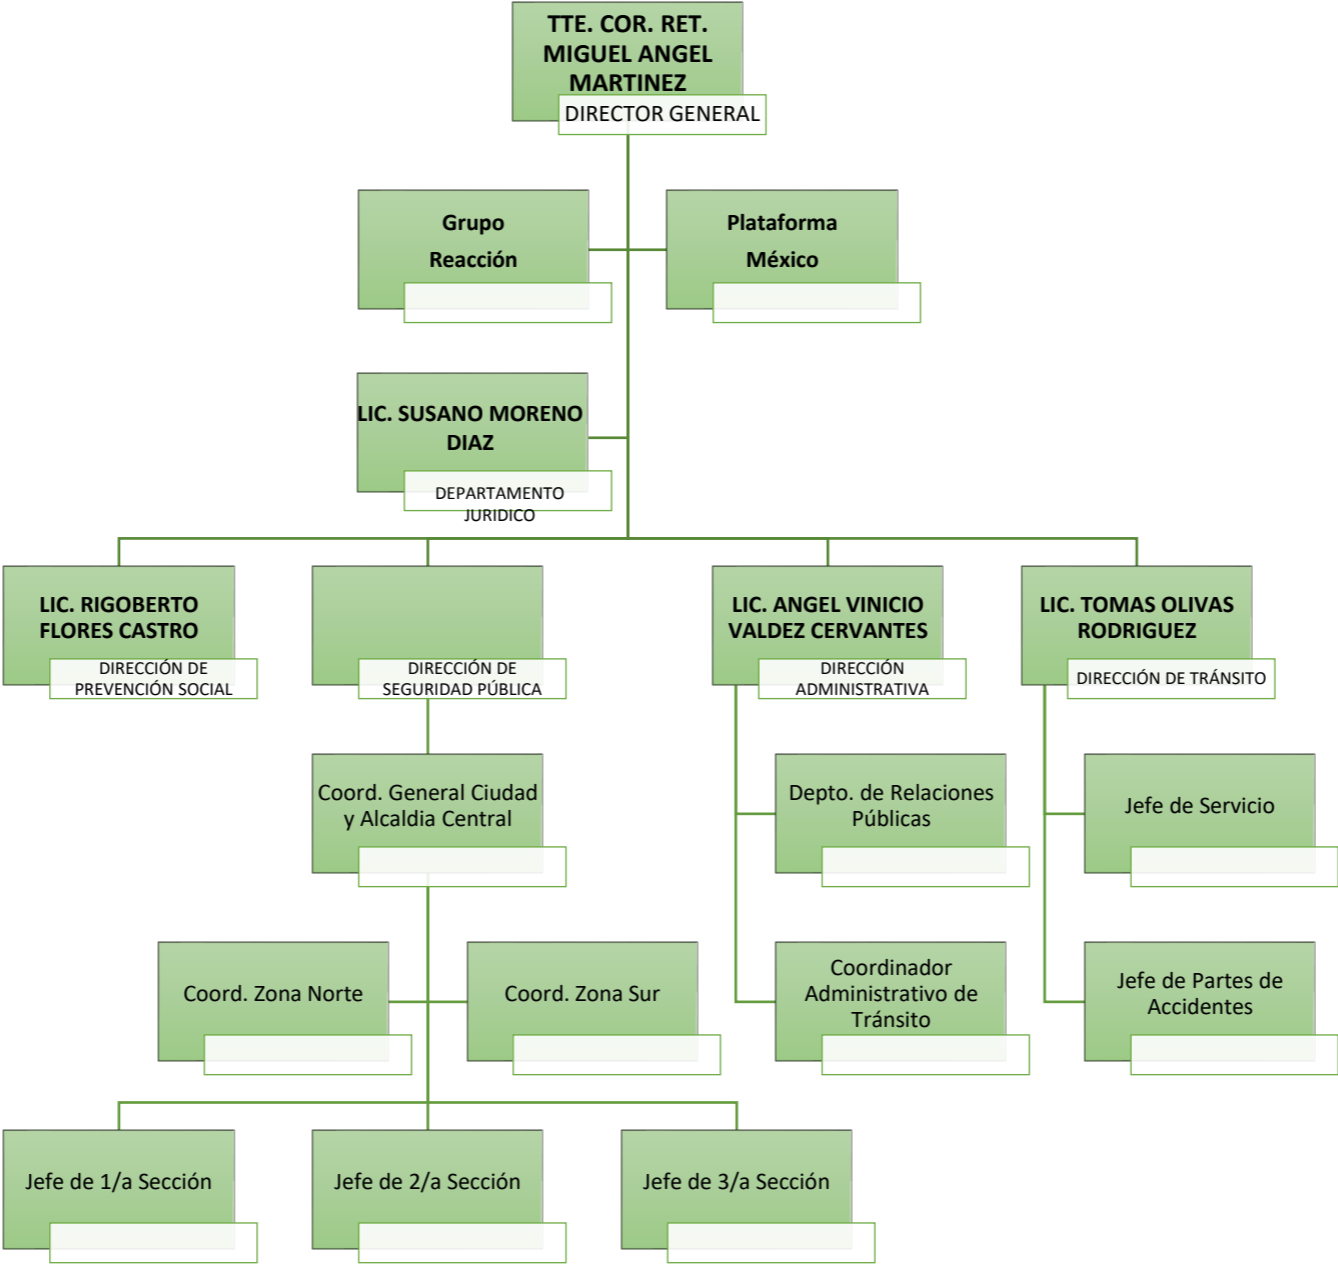 TTE. COR. RET.
MIGUEL ANGEL
MARTINEZ
DIRECTOR GENERAL
Grupo
Reacción
Plataforma
México
LIC. SUSANO MORENO
DIAZ
DEPARTAMENTO
JURIDICO
LIC. RIGOBERTO
FLORES CASTRO
DIRECCIÓN DE
PREVENCIÓN SOCIAL
DIRECCIÓN DE
SEGURIDAD PÚBLICA
LIC. ANGEL VINICIO
VALDEZ CERVANTES
DIRECCIÓN
ADMINISTRATIVA
LIC. TOMAS OLIVAS
RODRIGUEZ
DIRECCIÓN DE TRÁNSITO
Coord. General Ciudad
y Alcaldia Central
Depto. de Relaciones
Públicas
Jefe de Servicio
Coord. Zona Norte
Coord. Zona Sur
Coordinador
Administrativo de
Tránsito
Jefe de Partes de
Accidentes
Jefe de 1/a Sección
Jefe de 2/a Sección
Jefe de 3/a Sección